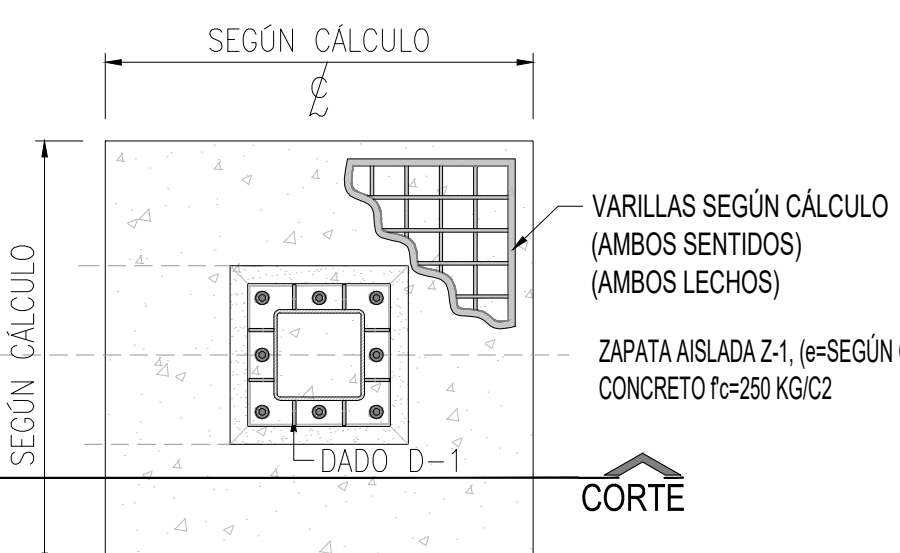 SEGÚN CÁLCULO
SEGÚN CÁLCULO
VARILLAS SEGÚN CÁLCULO
(AMBOS SENTIDOS)
(AMBOS LECHOS)
ZAPATA AISLADA Z-1, (e=SEGÚN
CONCRETO f'c=250 KG/C2
DADO D-1
CORTE